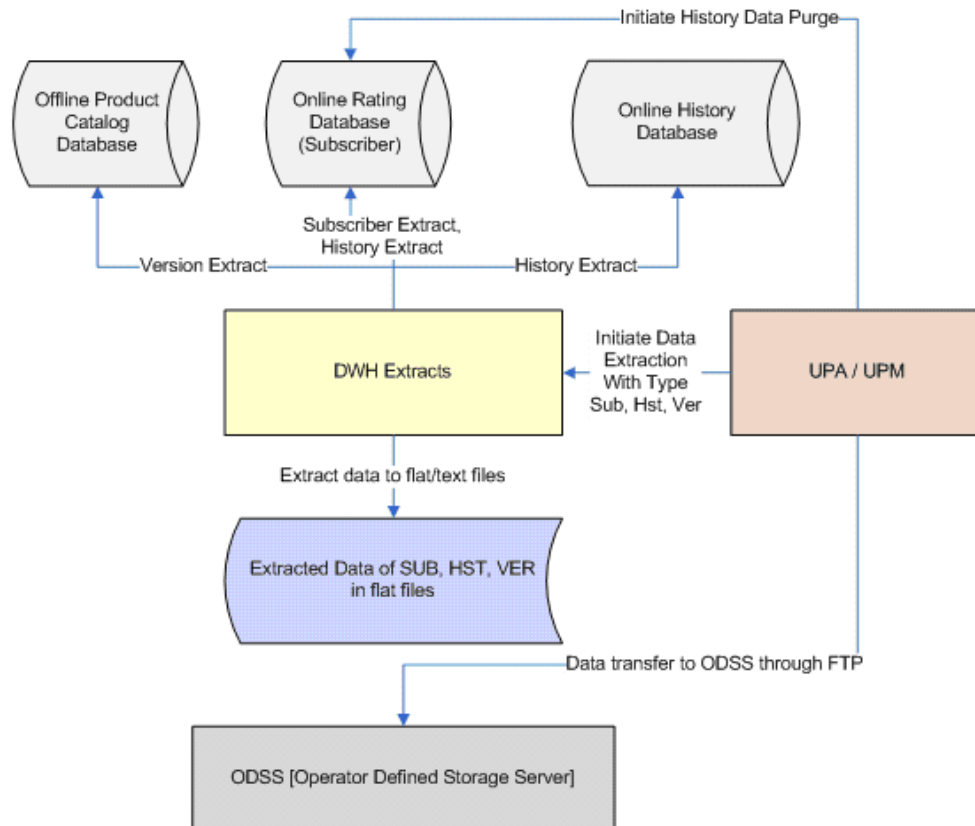 Initiate History Data Purge
Offline Product
Catalog
Database
Online Rating
Database
(Subscriber)
Online History
Database
Subscriber Extract,
History Extract
Version Extract
History Extract
DWH Extracts
Initiate Data
Extraction
With Type
Sub, Hst, Ver
UPA / UPM
Extract data to flat/text files
Extracted Data of SUB, HST, VER
in flat files
Data transfer to ODSS through FTP
ODSS [Operator Defined Storage Server]